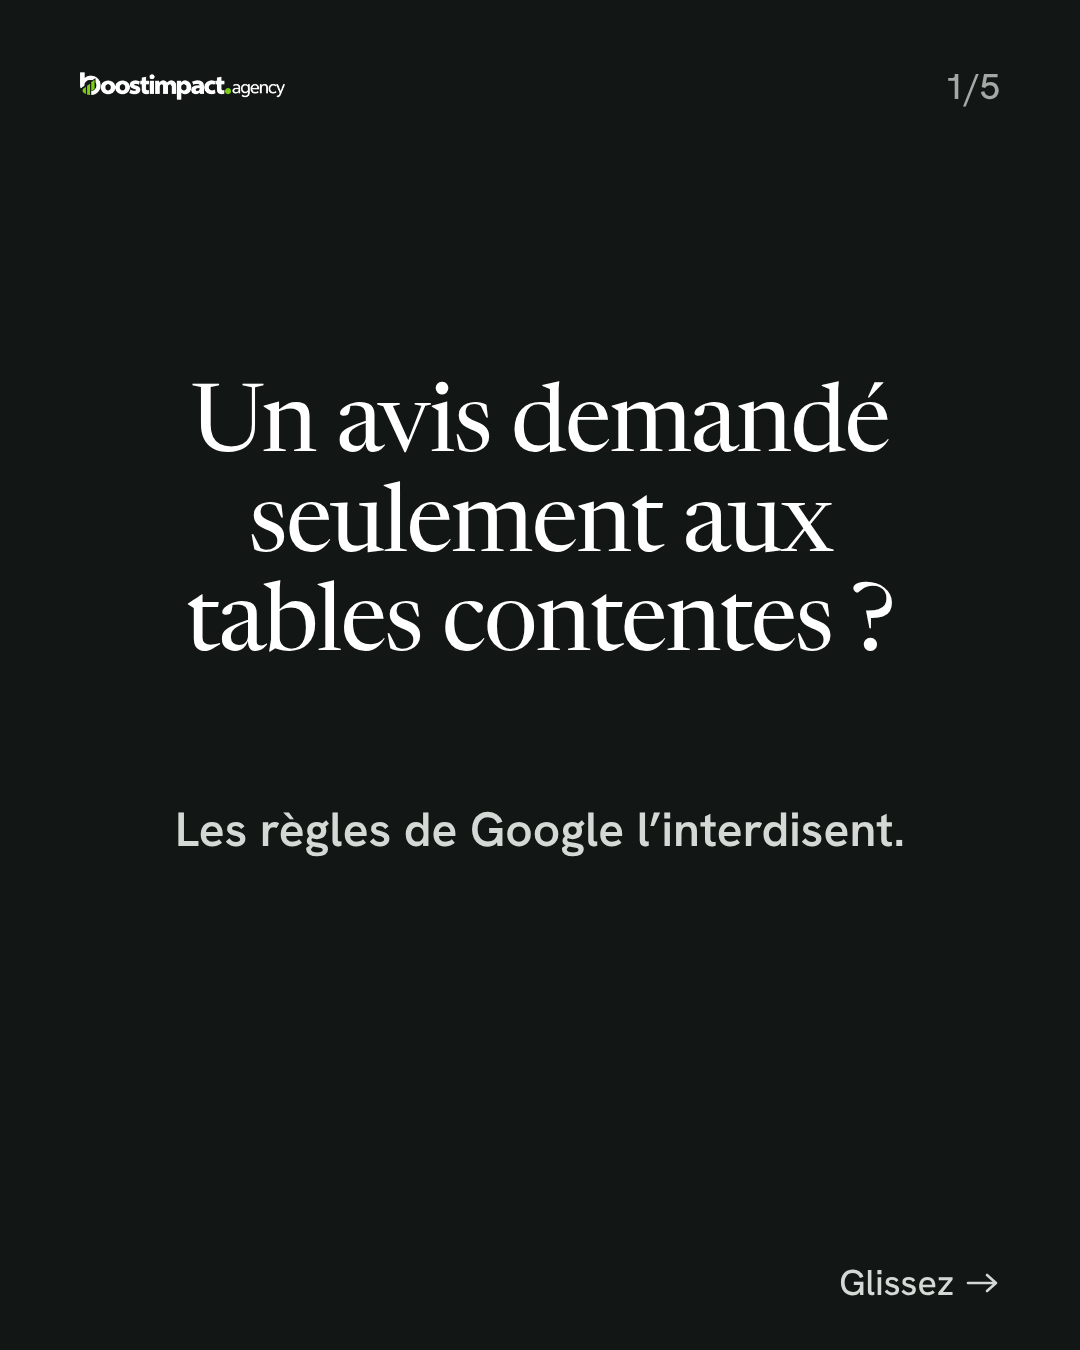 boostimpact.agency
1/5
Un avis demandé
seulement aux
tables contentes ?
Les règles de Google l’interdisent.
Glissez →